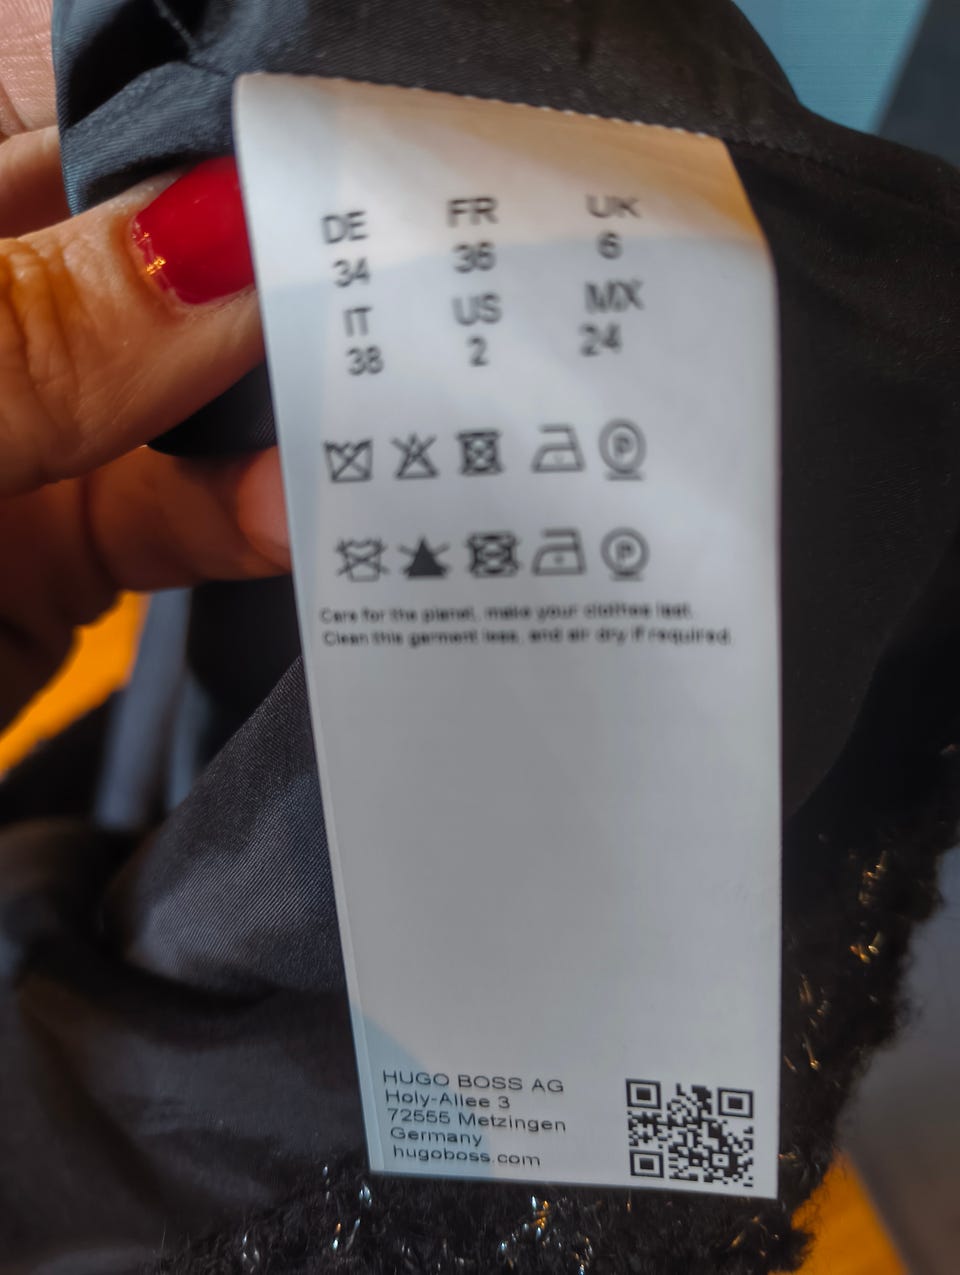 DE FR UK
34 36 6
IT US MX
38 2 24
P
P
Care for the planet, make your clothes last.
Clean this garment less, and air dry if required.
HUGO BOSS AG
Holy-Allee 3
72555 Metzingen
Germany
hugoboss.com